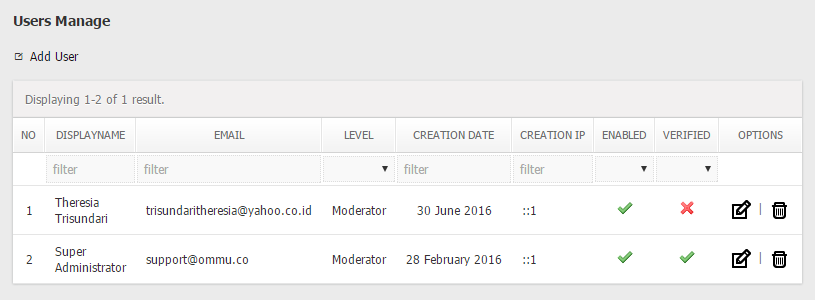 Users Manage
Add User
Displaying 1-2 of 1 result.
NO DISPLAYNAME EMAIL LEVEL CREATION DATE CREATION IP ENABLED VERIFIED OPTIONS
filter filter filter filter
1 Theresia Trisundari trisundaritheresia@yahoo.co.id Moderator 30 June 2016 ::1 |
2 Super Administrator support@ommu.co Moderator 28 February 2016 ::1 |